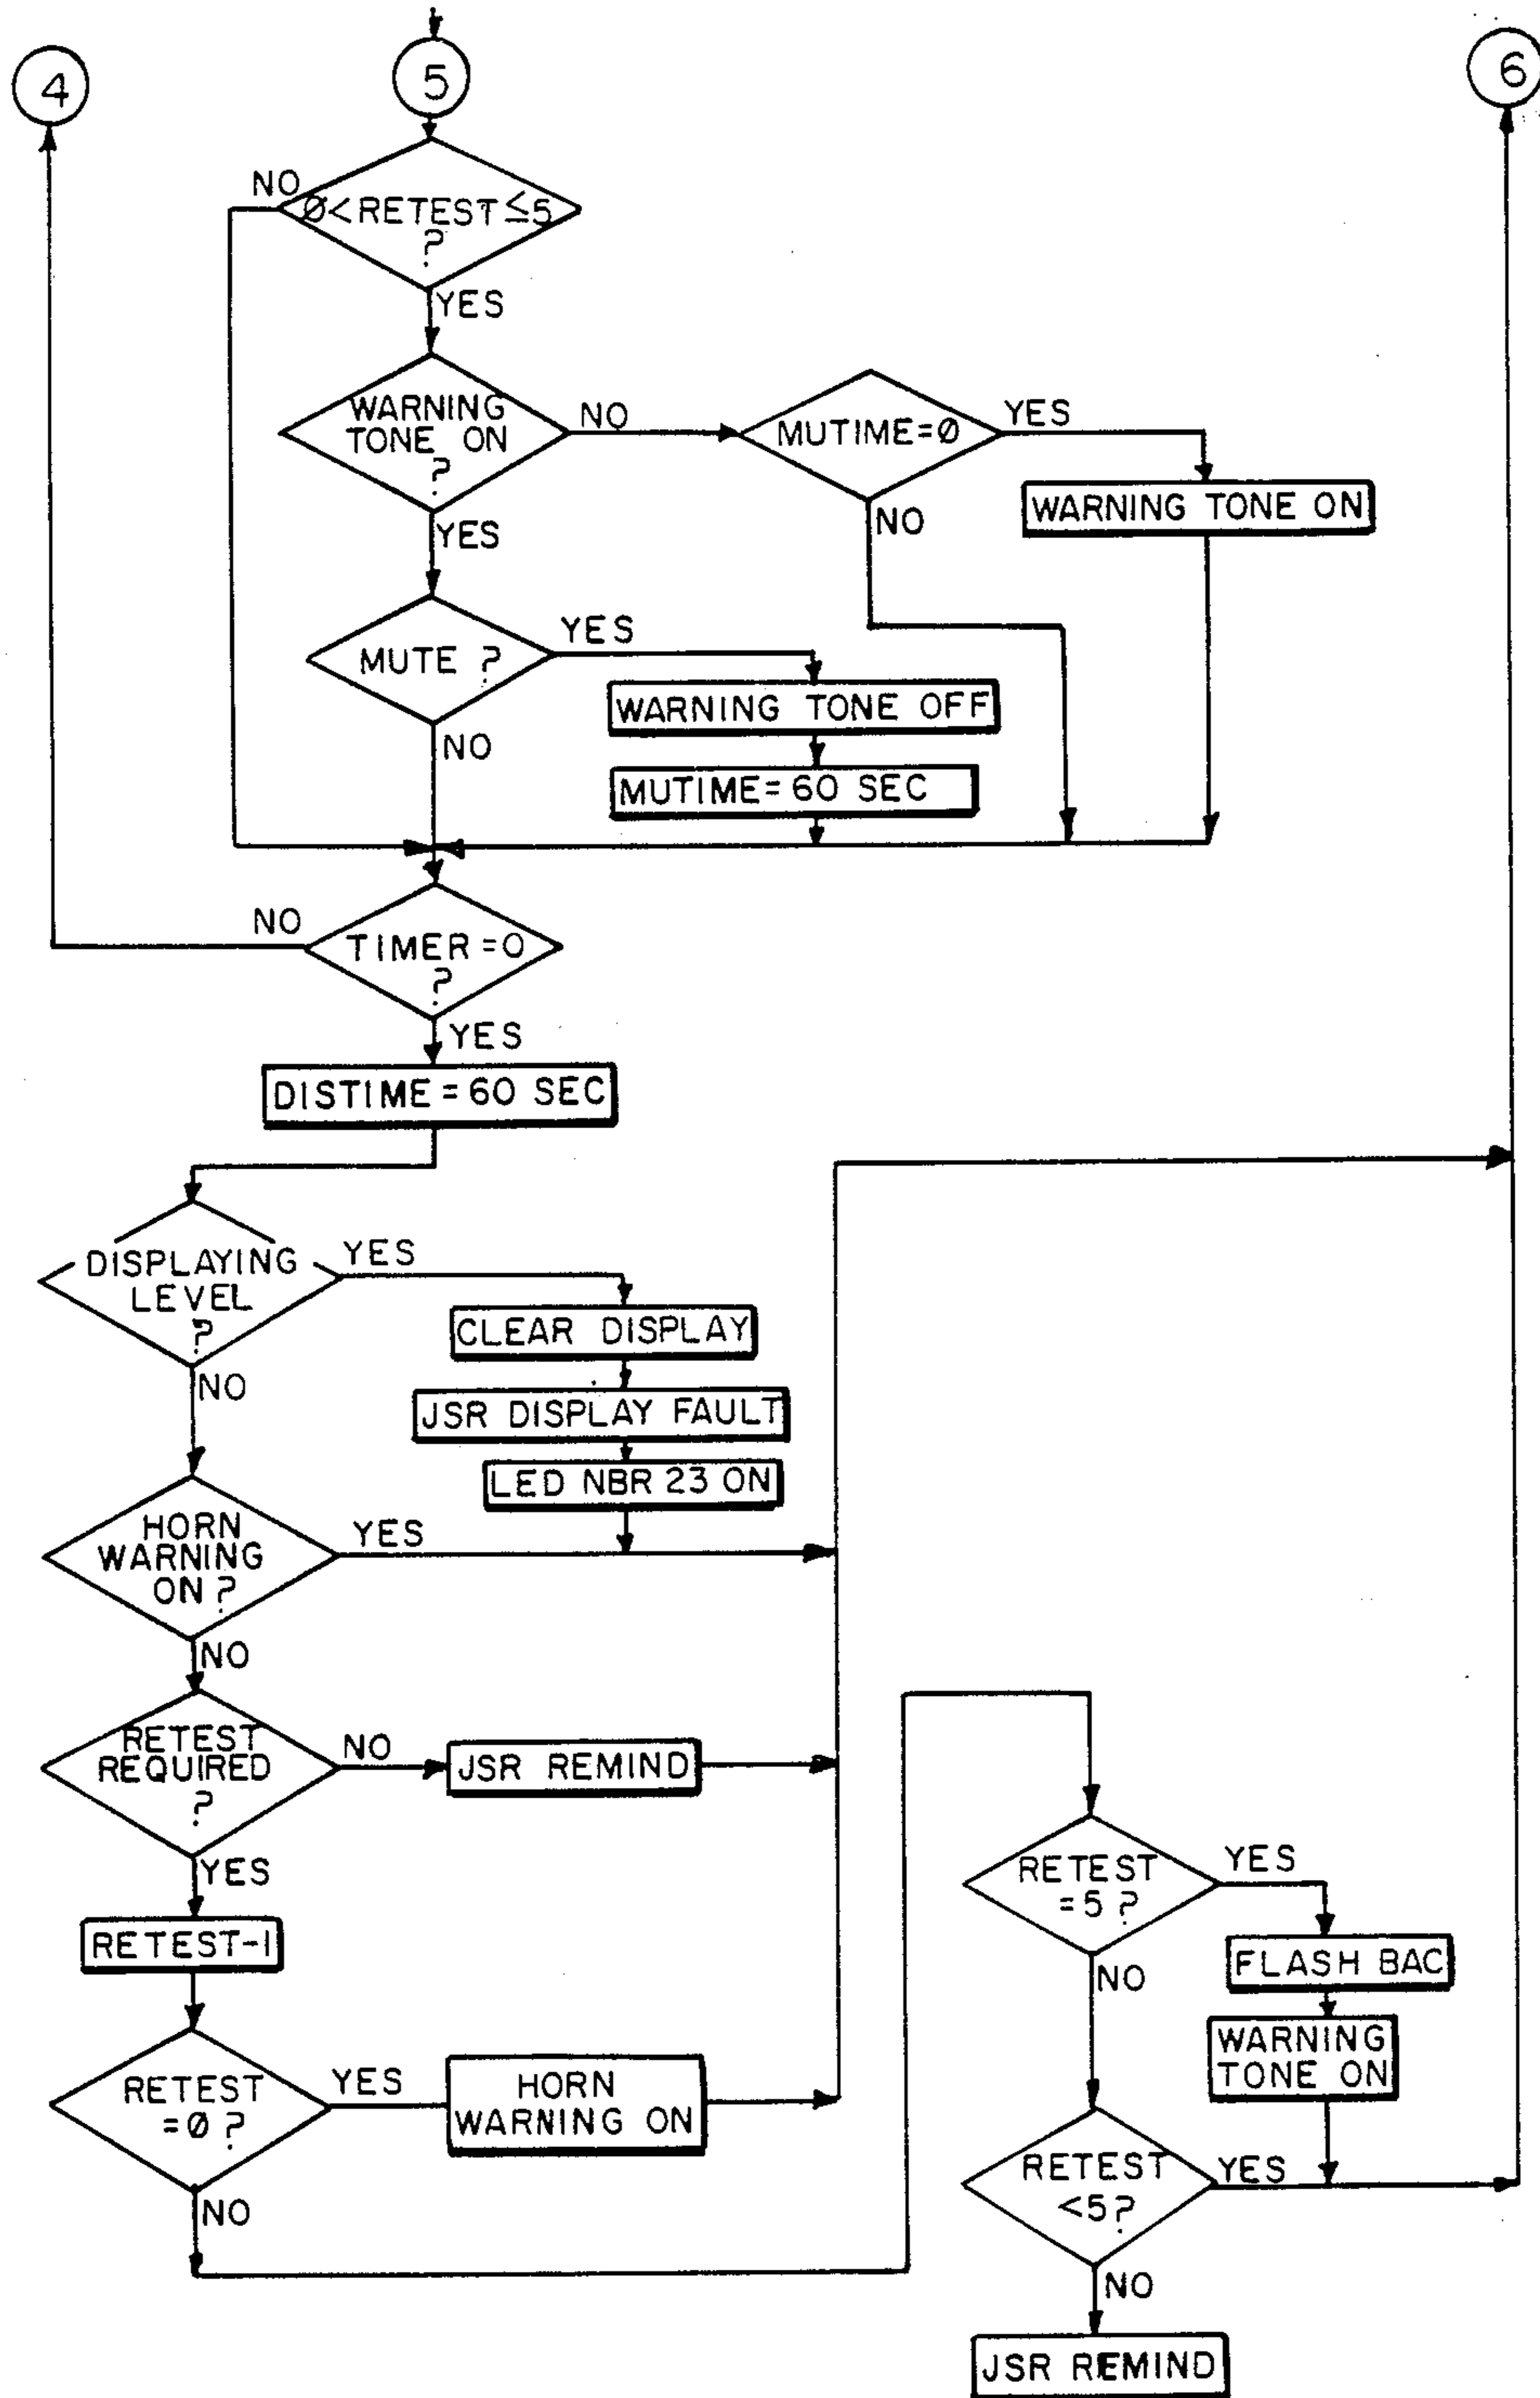 4
5
6
NO
Ø<RETEST≤5
?
YES
WARNING
TONE ON
?
NO
MUTIME=Ø
YES
WARNING TONE ON
NO
YES
MUTE ?
YES
WARNING TONE OFF
MUTIME=60 SEC
NO
NO
TIMER=0
?
YES
DISTIME=60 SEC
DISPLAYING
LEVEL
?
YES
CLEAR DISPLAY
JSR DISPLAY FAULT
LED NBR 23 ON
NO
HORN
WARNING
ON?
YES
NO
RETEST
REQUIRED
?
NO
JSR REMIND
YES
RETEST-1
RETEST
=Ø?
YES
HORN
WARNING ON
NO
RETEST
=5?
YES
FLASH BAC
WARNING
TONE ON
NO
RETEST
<5?
YES
NO
JSR REMIND